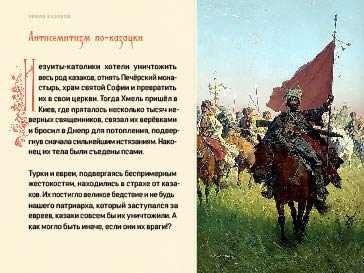 ЗЕМЛЯ КАЗАКОВ
Антисемитизм по-казацки
Иезуиты-католики хотели уничтожить
весь род казаков, отнять Печёрский мона-
стырь, храм святой Софии и превратить
их в свои церкви. Тогда Хмель пришёл в
Киев, где пряталось несколько тысяч не-
верных священников, связал их верёвками
и бросил в Днепр для потопления, подвер-
гнув сначала сильнейшим истязаниям. Нако-
нец их тела были съедены псами.
Турки и евреи, подвергаясь беспримерным
жестокостям, находились в страхе от каза-
ков. Их постигло великое бедствие и не будь
нашего патриарха, который заступался за
евреев, казаки совсем бы их уничтожили. А
как могло быть иначе, если они их враги!?